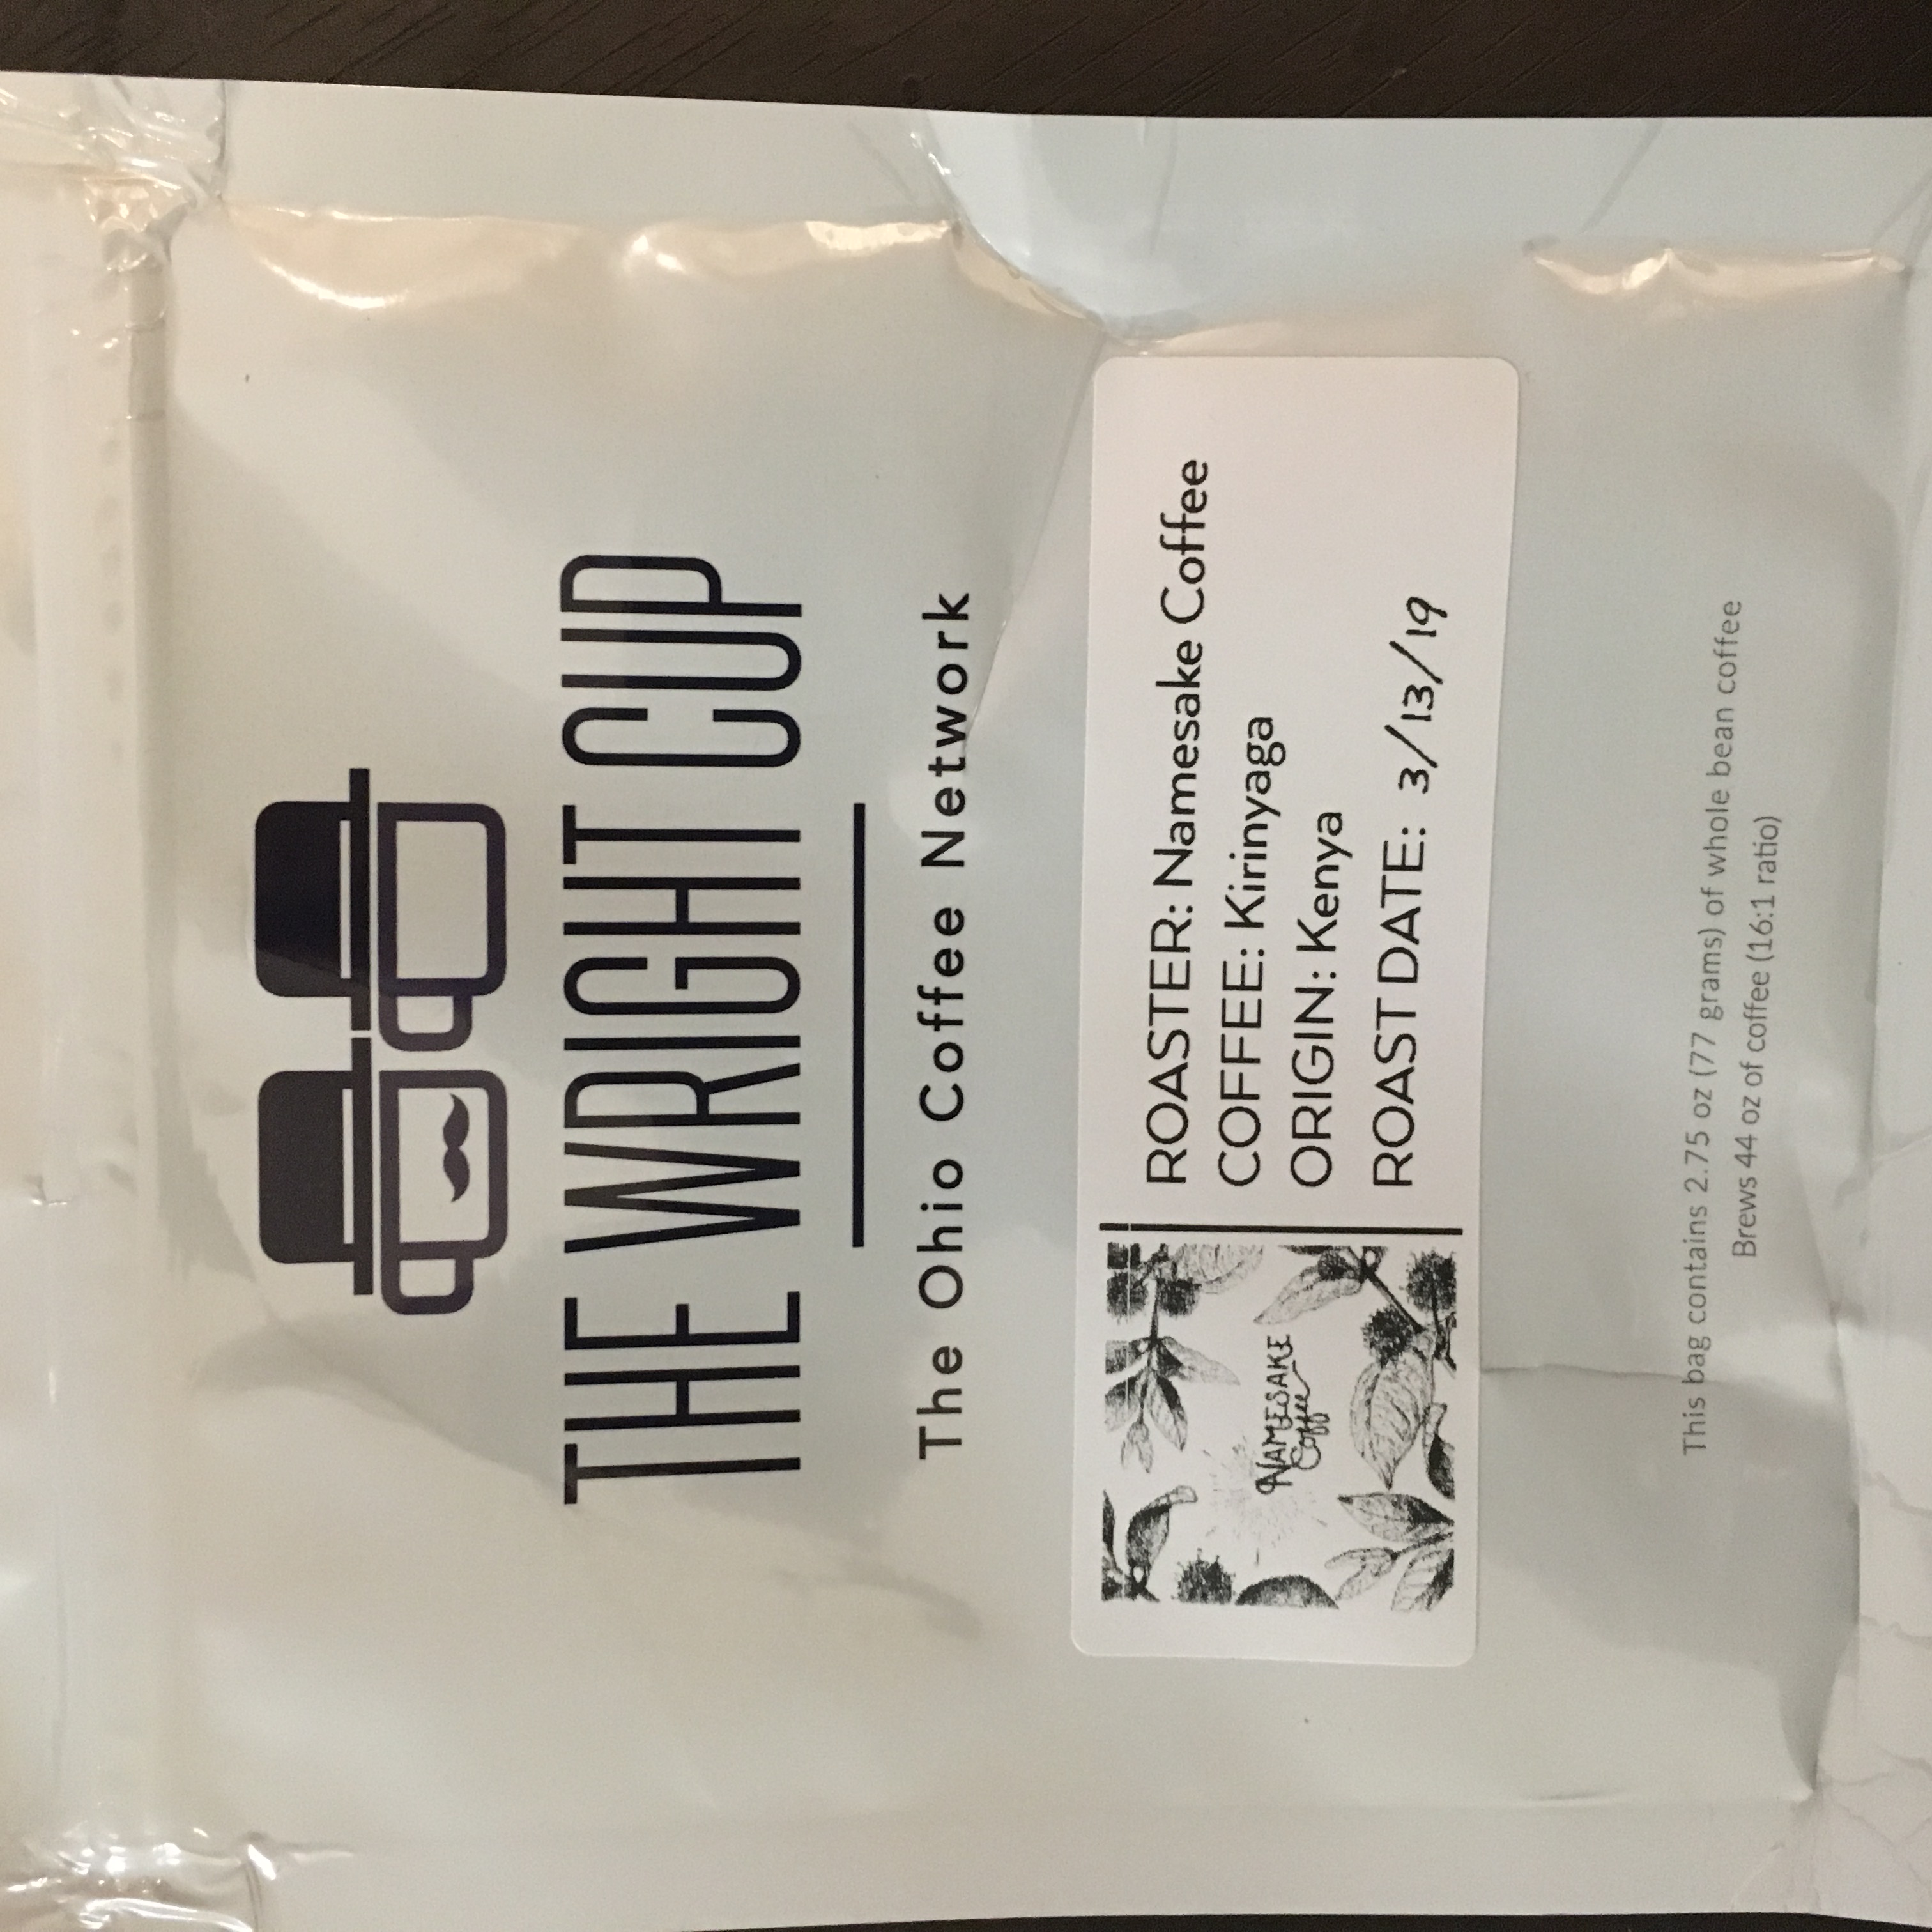 THE WRIGHT CUP
The Ohio Coffee Network
NAMESAKE
Coffee
ROASTER: Namesake Coffee
COFFEE: Kirinyaga
ORIGIN: Kenya
ROAST DATE: 3/13/19
This bag contains 2.75 oz (77 grams) of whole bean coffee
Brews 44 oz of coffee (16:1 ratio)